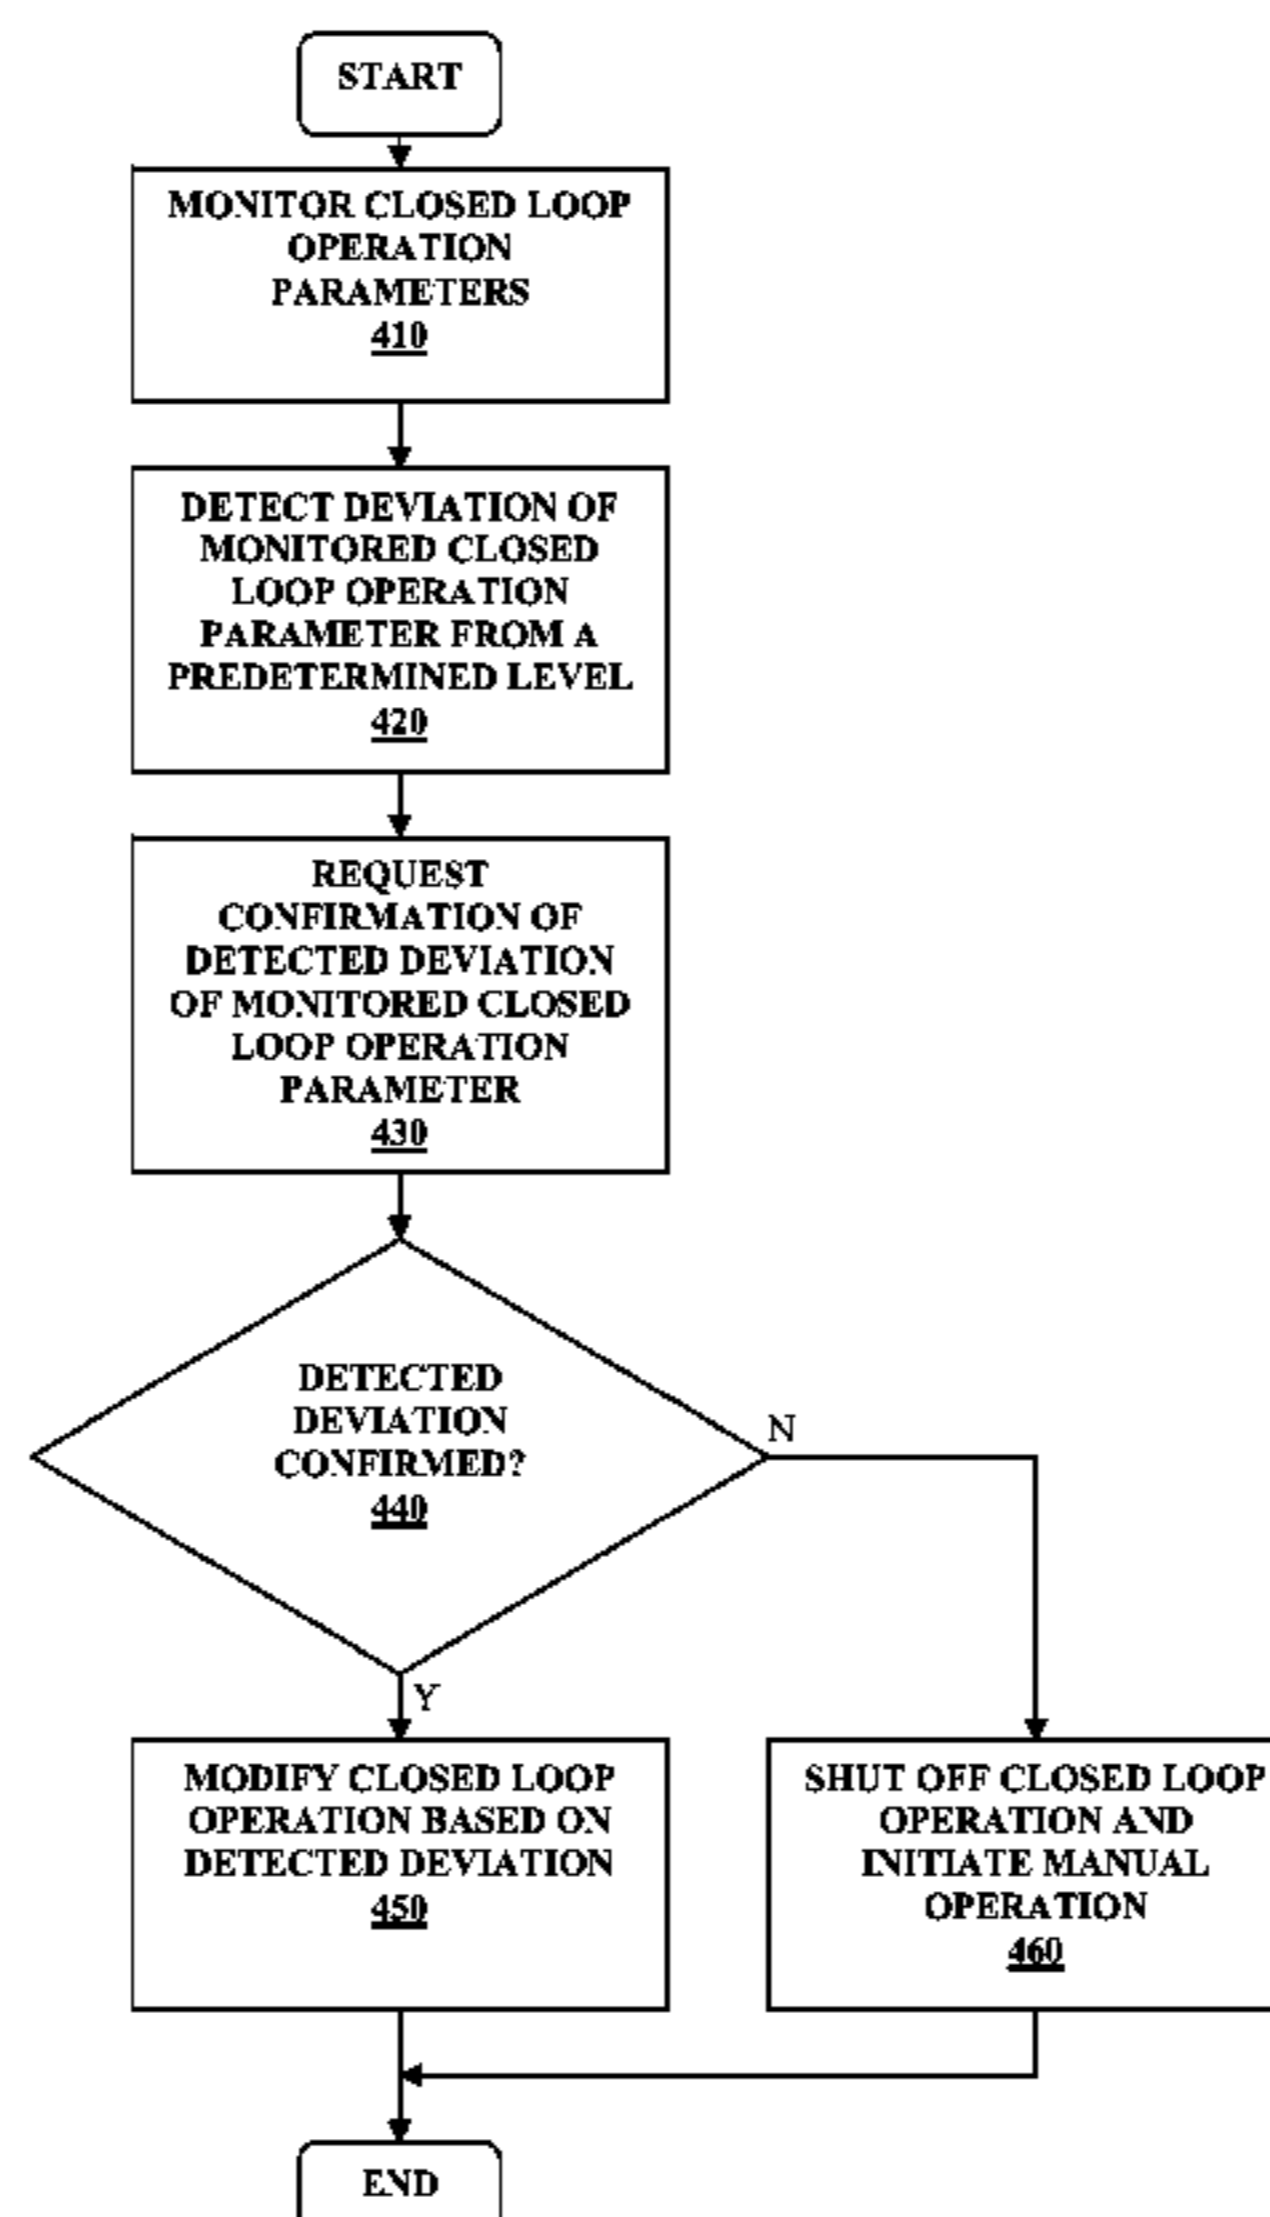 START
MONITOR CLOSED LOOP
OPERATION
PARAMETERS
410
DETECT DEVIATION OF
MONITORED CLOSED
LOOP OPERATION
PARAMETER FROM A
PREDETERMINED LEVEL
420
REQUEST
CONFIRMATION OF
DETECTED DEVIATION
OF MONITORED CLOSED
LOOP OPERATION
PARAMETER
430
DETECTED
DEVIATION
CONFIRMED?
440
N
Y
MODIFY CLOSED LOOP
OPERATION BASED ON
DETECTED DEVIATION
450
SHUT OFF CLOSED LOOP
OPERATION AND
INITIATE MANUAL
OPERATION
460
END